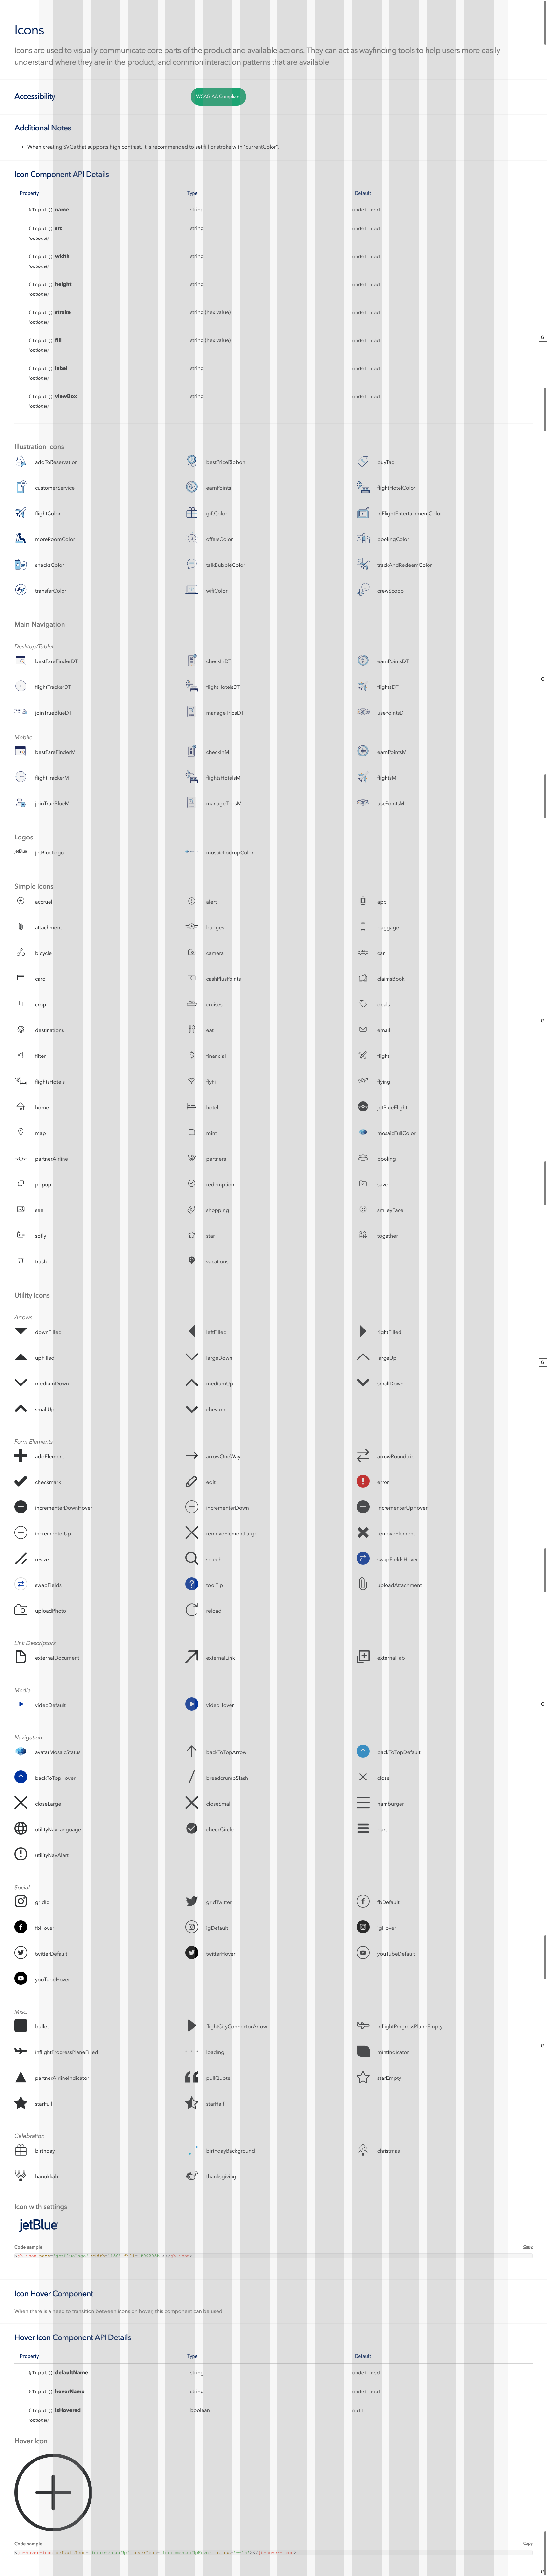 Icons
Icons are used to visually communicate core parts of the product and available actions. They can act as wayfinding tools to help users more easily
understand where they are in the product, and common interaction patterns that are available.
Accessibility
WCAG AA Compliant
Additional Notes
• When creating SVGs that supports high contrast, it is recommended to set fill or stroke with "currentColor".
Icon Component API Details
Property Type Default
@Input() name string undefined
@Input() src string undefined
(optional)
@Input() width string undefined
(optional)
@Input() height string undefined
(optional)
@Input() stroke string (hex value) undefined
(optional)
@Input() fill string (hex value) undefined
(optional)
@Input() label string undefined
(optional)
@Input() viewBox string undefined
(optional)
Illustration Icons
addToReservation bestPriceRibbon buyTag
customerService earnPoints flightHotelColor
flightColor giftColor inFlightEntertainmentColor
moreRoomColor offersColor poolingColor
snacksColor talkBubbleColor trackAndRedeemColor
transferColor wifiColor crewScoop
Main Navigation
Desktop/Tablet
bestFareFinderDT checkInDT earnPointsDT
flightTrackerDT flightHotelsDT flightsDT
joinTrueBlueDT manageTripsDT usePointsDT
Mobile
bestFareFinderM checkInM earnPointsM
flightTrackerM flightsHotelsM flightsM
joinTrueBlueM manageTripsM usePointsM
Logos
jetBlue jetBlueLogo mosaicLockupColor
Simple Icons
accruel alert app
attachment badges baggage
bicycle camera car
card cashPlusPoints claimsBook
crop cruises deals
destinations eat email
filter financial flight
flightsHotels flyFi flying
home hotel jetBlueFlight
map mint mosaicFullColor
partnerAirline partners pooling
popup redemption save
see shopping smileyFace
sofly star together
trash vacations
Utility Icons
Arrows
downFilled leftFilled rightFilled
upFilled largeDown largeUp
mediumDown mediumUp smallDown
smallUp chevron
Form Elements
addElement arrowOneWay arrowRoundtrip
checkmark edit error
incrementerDownHover incrementerDown incrementerUpHover
incrementerUp removeElementLarge removeElement
resize search swapFieldsHover
swapFields toolTip uploadAttachment
uploadPhoto reload
Link Descriptors
externalDocument externalLink externalTab
Media
videoDefault videoHover
Navigation
avatarMosaicStatus backToTopArrow backToTopDefault
backToTopHover breadcrumbSlash close
closeLarge closeSmall hamburger
utilityNavLanguage checkCircle bars
utilityNavAlert
Social
gridIg gridTwitter fbDefault
fbHover igDefault igHover
twitterDefault twitterHover youTubeDefault
youTubeHover
Misc.
bullet flightCityConnectorArrow inflightProgressPlaneEmpty
inflightProgressPlaneFilled loading mintIndicator
partnerAirlineIndicator pullQuote starEmpty
starFull starHalf
Celebration
birthday birthdayBackground christmas
hanukkah thanksgiving
Icon with settings
jetBlue
Code sample Copy
Icon Hover Component
When there is a need to transition between icons on hover, this component can be used.
Hover Icon Component API Details
Property Type Default
@Input() defaultName string undefined
@Input() hoverName string undefined
@Input() isHovered boolean null
(optional)
Hover Icon
Code sample Copy
<jb-hover-icon defaultIcon="incrementerUp" hoverIcon="incrementerUpHover" class="w-15"></jb-hover-icon>